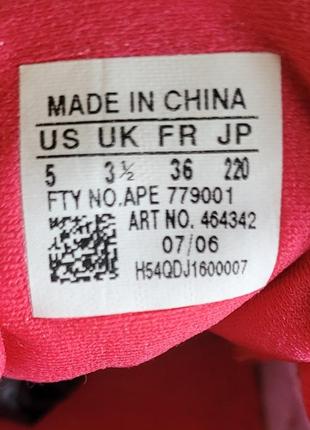 MADE IN CHINA
US UK FR JP
5 3½ 36 220
FTY NO.APE 779001
ART NO. 464342
07/06
H54QDJ1600007